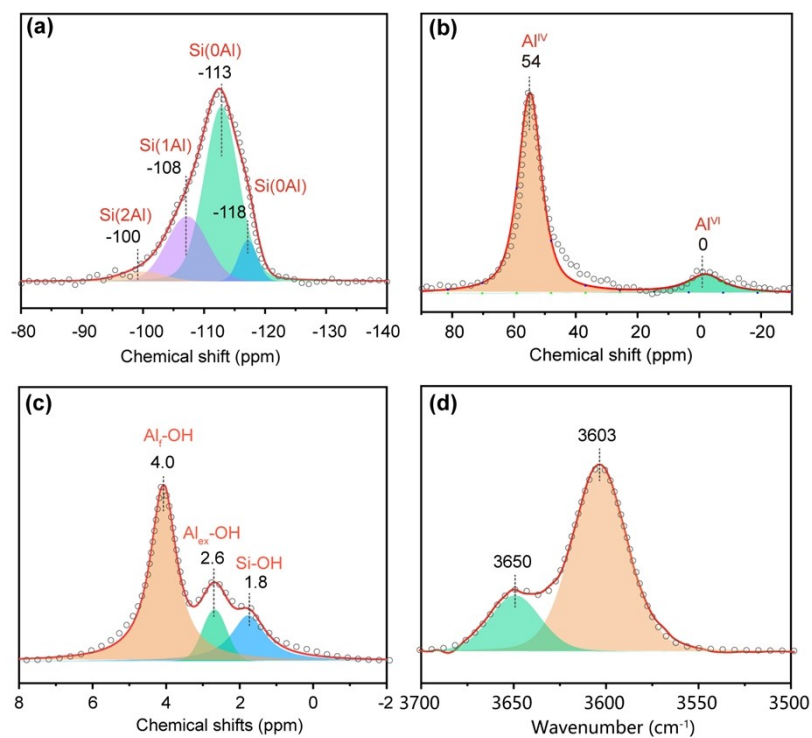 (a)
Si(0Al)
-113
Si(1Al)
-108
Si(0Al)
-118
Si(2Al)
-100
-80 -90 -100 -110 -120 -130 -140
Chemical shift (ppm)
(b)
Al^IV
54
Al^VI
0
80 60 40 20 0 -20
Chemical shift (ppm)
(c)
Al_f-OH
4.0
Al_ex-OH
2.6
Si-OH
1.8
8 6 4 2 0 -2
Chemical shifts (ppm)
(d)
3603
3650
3700 3650 3600 3550 3500
Wavenumber (cm⁻¹)